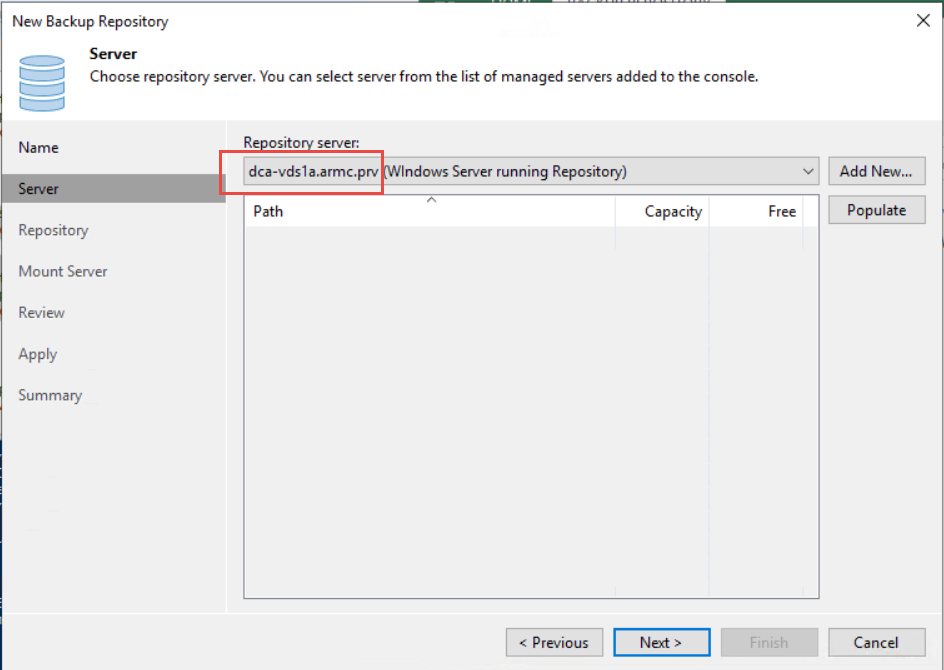 New Backup Repository
Server
Choose repository server. You can select server from the list of managed servers added to the console.
Name
Server
Repository
Mount Server
Review
Apply
Summary
Repository server:
dca-vds1a.armc.prv (WIndows Server running Repository)
Add New...
Path Capacity Free
Populate
< Previous Next > Finish Cancel